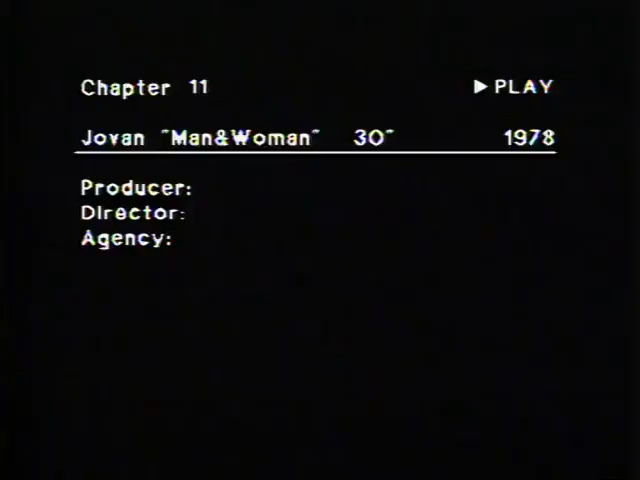 Chapter 11 ▶PLAY
Jovan "Man&Woman" 30" 1978
Producer:
Director:
Agency: